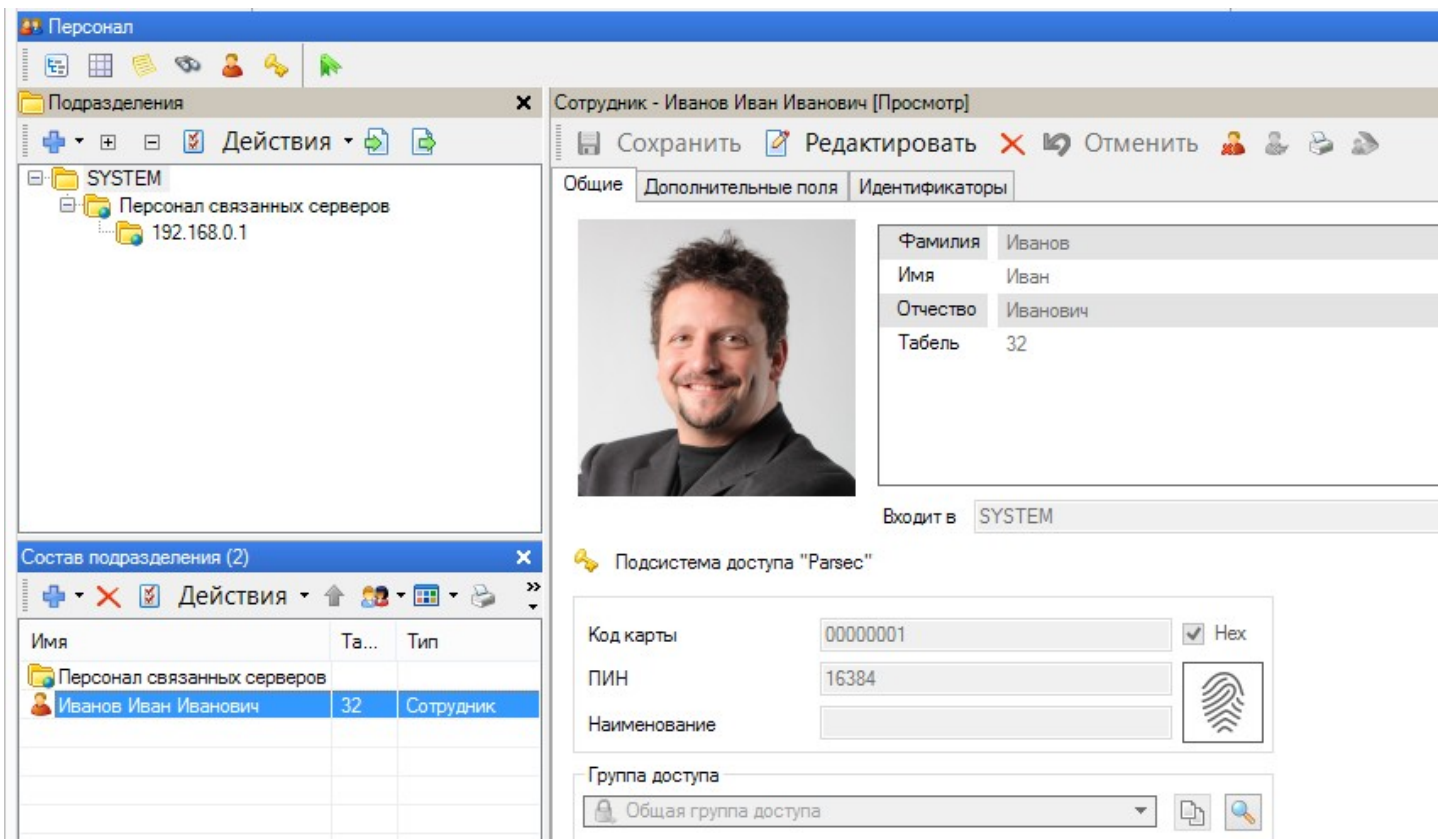 Персонал
Подразделения
Действия
SYSTEM
Персонал связанных серверов
192.168.0.1
Сотрудник - Иванов Иван Иванович [Просмотр]
Сохранить Редактировать Отменить
Общие Дополнительные поля Идентификаторы
Фамилия Иванов
Имя Иван
Отчество Иванович
Табель 32
Входит в SYSTEM
Состав подразделения (2)
Действия
Имя Та... Тип
Персонал связанных серверов
Иванов Иван Иванович 32 Сотрудник
Подсистема доступа "Parsec"
Код карты 00000001 Hex
ПИН 16384
Наименование
Группа доступа
Общая группа доступа